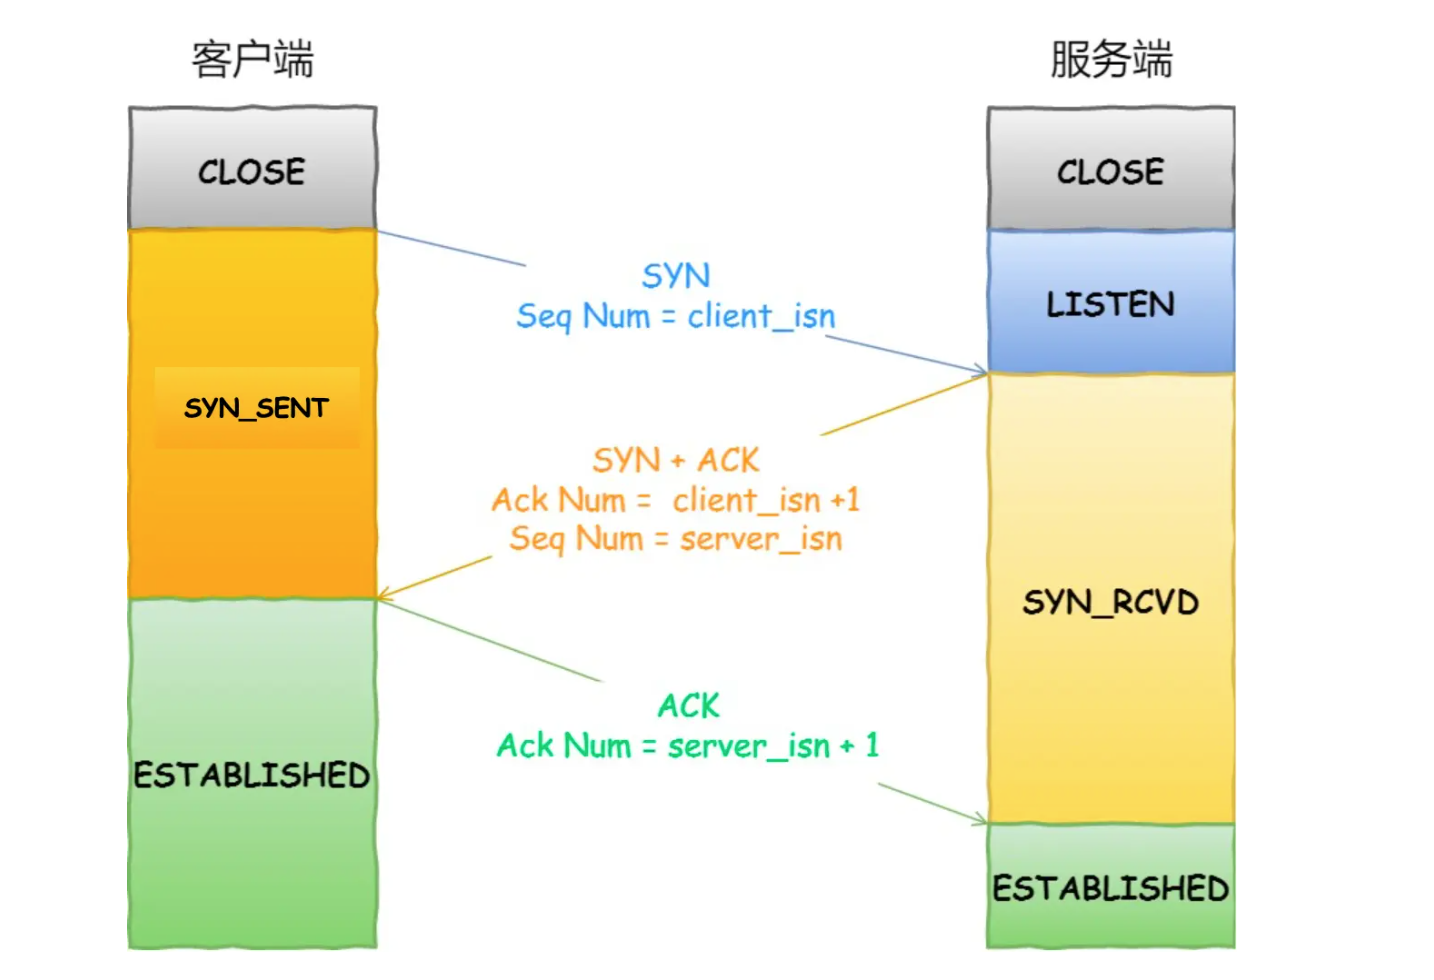 客户端
服务端
CLOSE
CLOSE
SYN
Seq Num = client_isn
LISTEN
SYN_SENT
SYN + ACK
Ack Num = client_isn +1
Seq Num = server_isn
SYN_RCVD
ACK
Ack Num = server_isn + 1
ESTABLISHED
ESTABLISHED